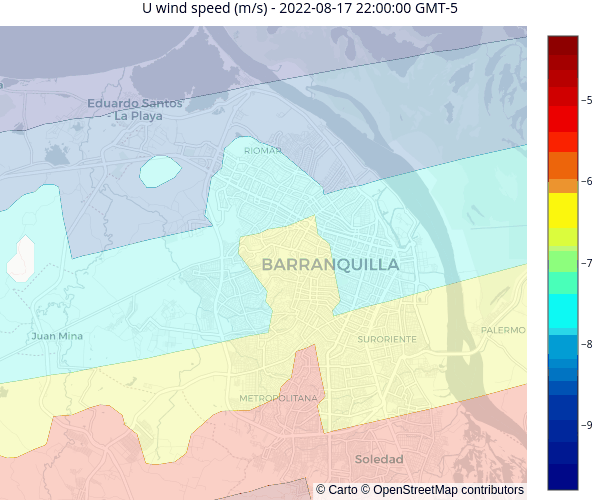 U wind speed (m/s) - 2022-08-17 22:00:00 GMT-5
Eduardo Santos
La Playa
RIOMAR
BARRANQUILLA
Juan Mina
SURORIENTE
PALERMO
METROPOLITANA
Soledad
© Carto © OpenStreetMap contributors
−5
−6
−7
−8
−9